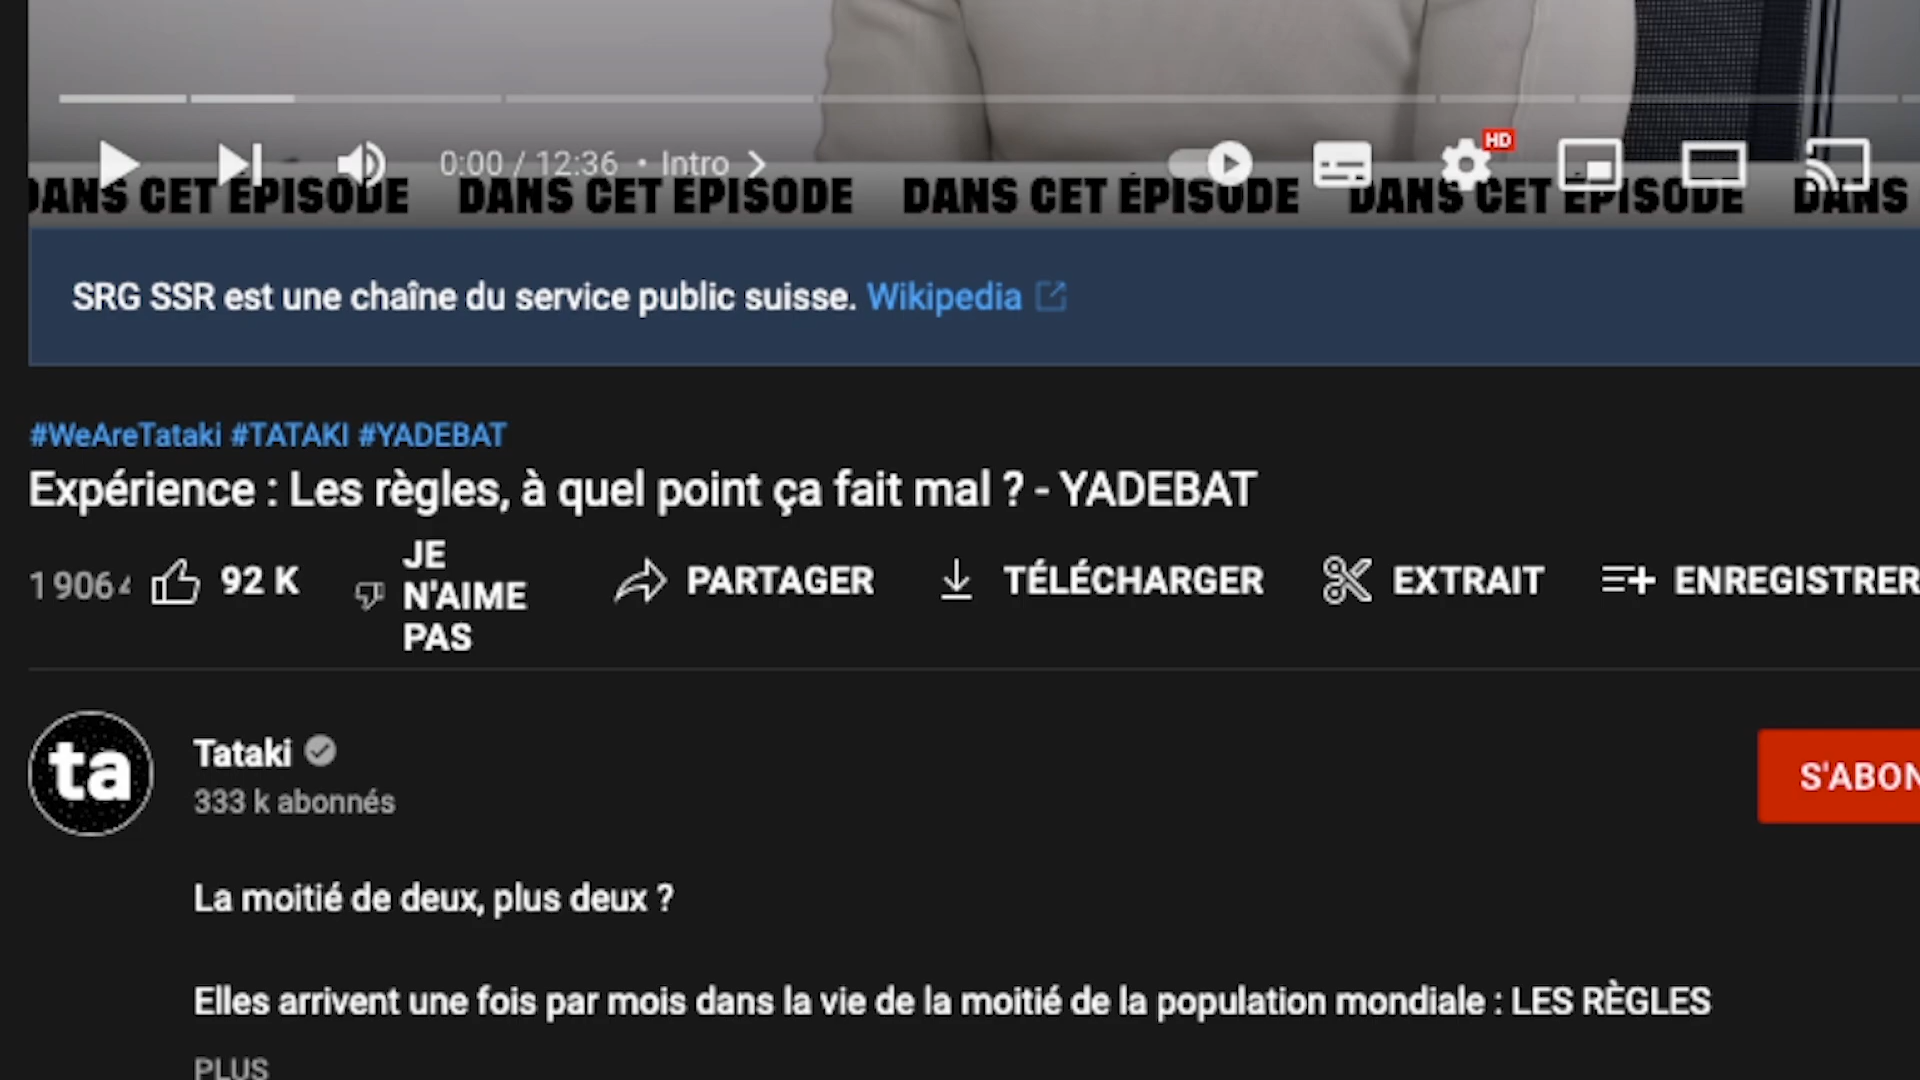 0:00 / 12:36 • Intro
HD
DANS CET ÉPISODE DANS CET ÉPISODE DANS CET ÉPISODE DANS CET ÉPISODE DANS
SRG SSR est une chaîne du service public suisse. Wikipedia
#WeAreTataki #TATAKI #YADEBAT
Expérience : Les règles, à quel point ça fait mal ? - YADEBAT
1 906
92 K
JE
N'AIME
PAS
PARTAGER
TÉLÉCHARGER
EXTRAIT
ENREGISTRER
ta
Tataki
333 k abonnés
S'ABON
La moitié de deux, plus deux ?
Elles arrivent une fois par mois dans la vie de la moitié de la population mondiale : LES RÈGLES
PLUS